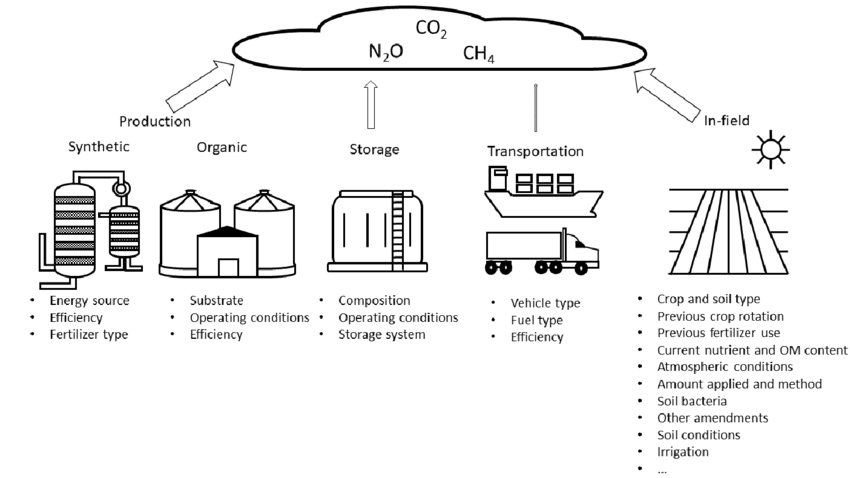 CO₂
N₂O CH₄
Production
In-field
Synthetic
Organic
Storage
Transportation
• Energy source
• Efficiency
• Fertilizer type
• Substrate
• Operating conditions
• Efficiency
• Composition
• Operating conditions
• Storage system
• Vehicle type
• Fuel type
• Efficiency
• Crop and soil type
• Previous crop rotation
• Previous fertilizer use
• Current nutrient and OM content
• Atmospheric conditions
• Amount applied and method
• Soil bacteria
• Other amendments
• Soil conditions
• Irrigation
• ...